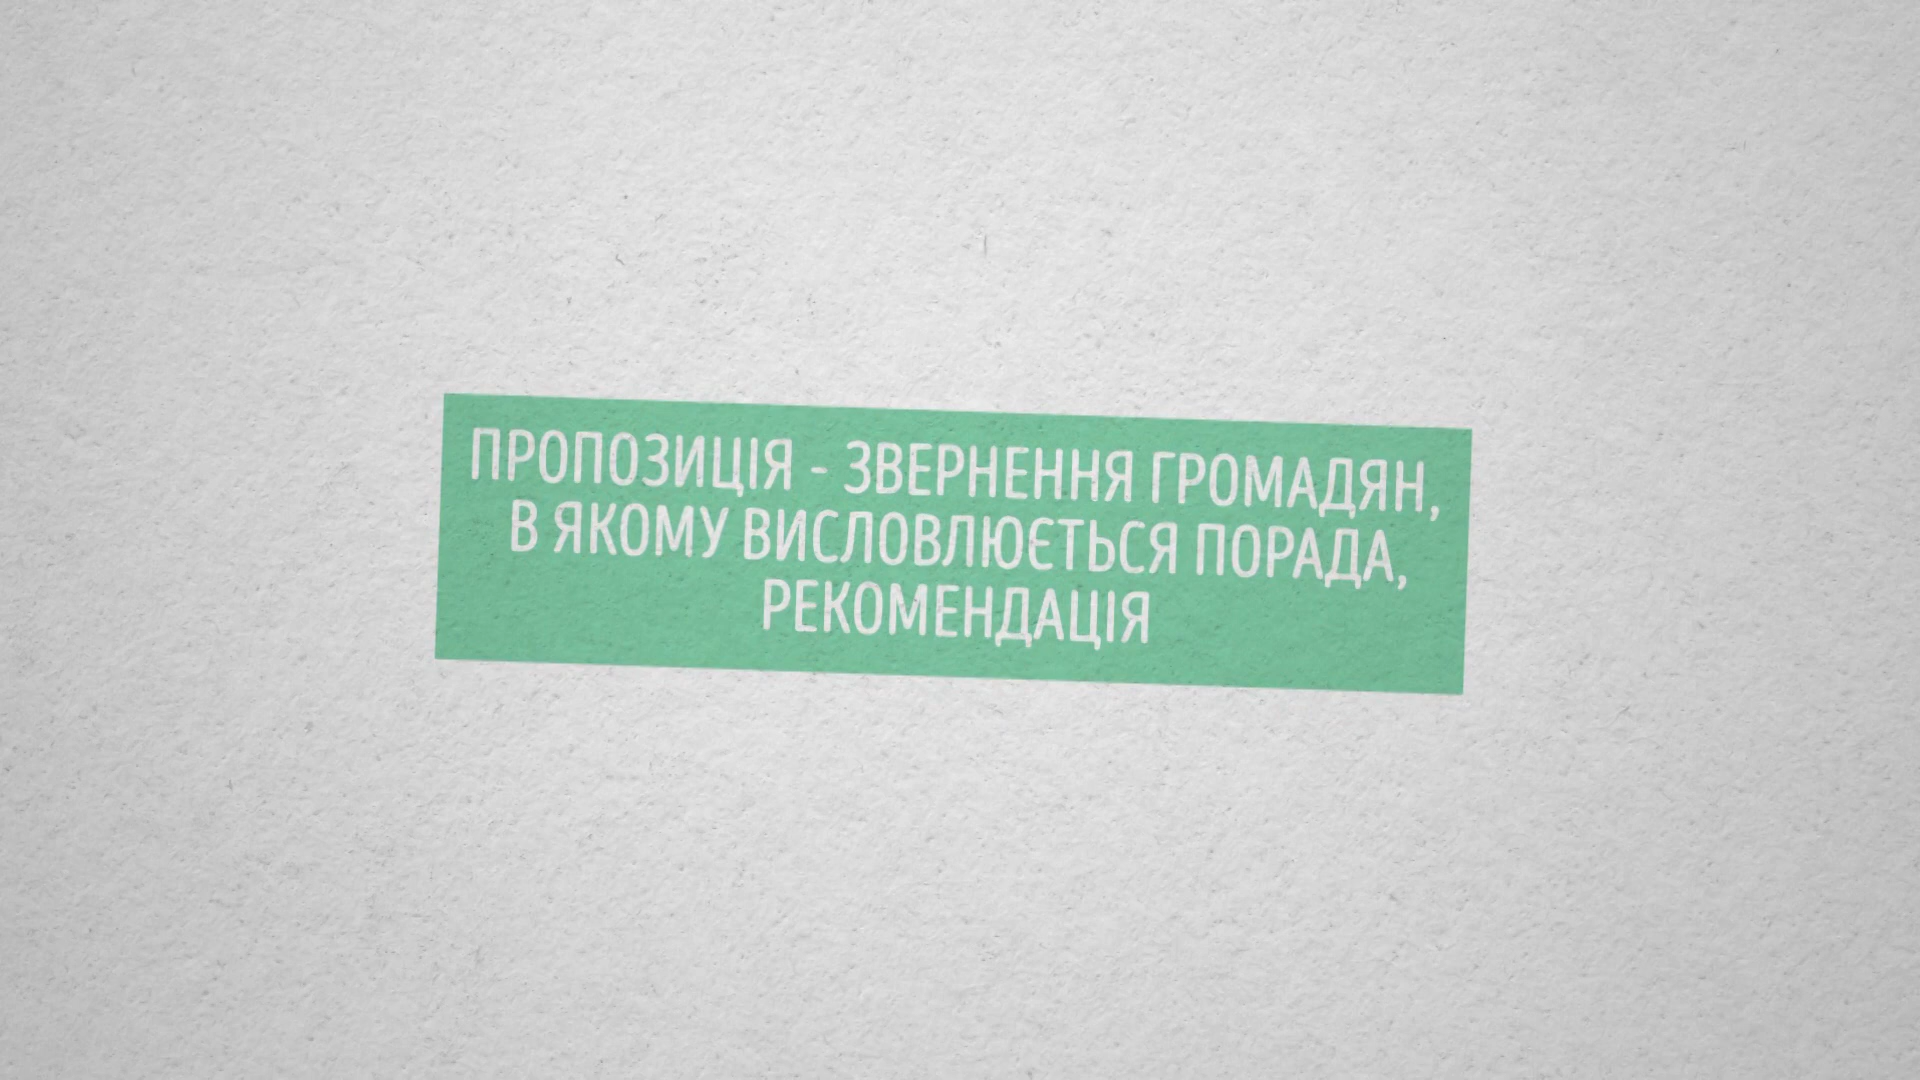 ПРОПОЗИЦІЯ - ЗВЕРНЕННЯ ГРОМАДЯН,
В ЯКОМУ ВИСЛОВЛЮЄТЬСЯ ПОРАДА,
РЕКОМЕНДАЦІЯ